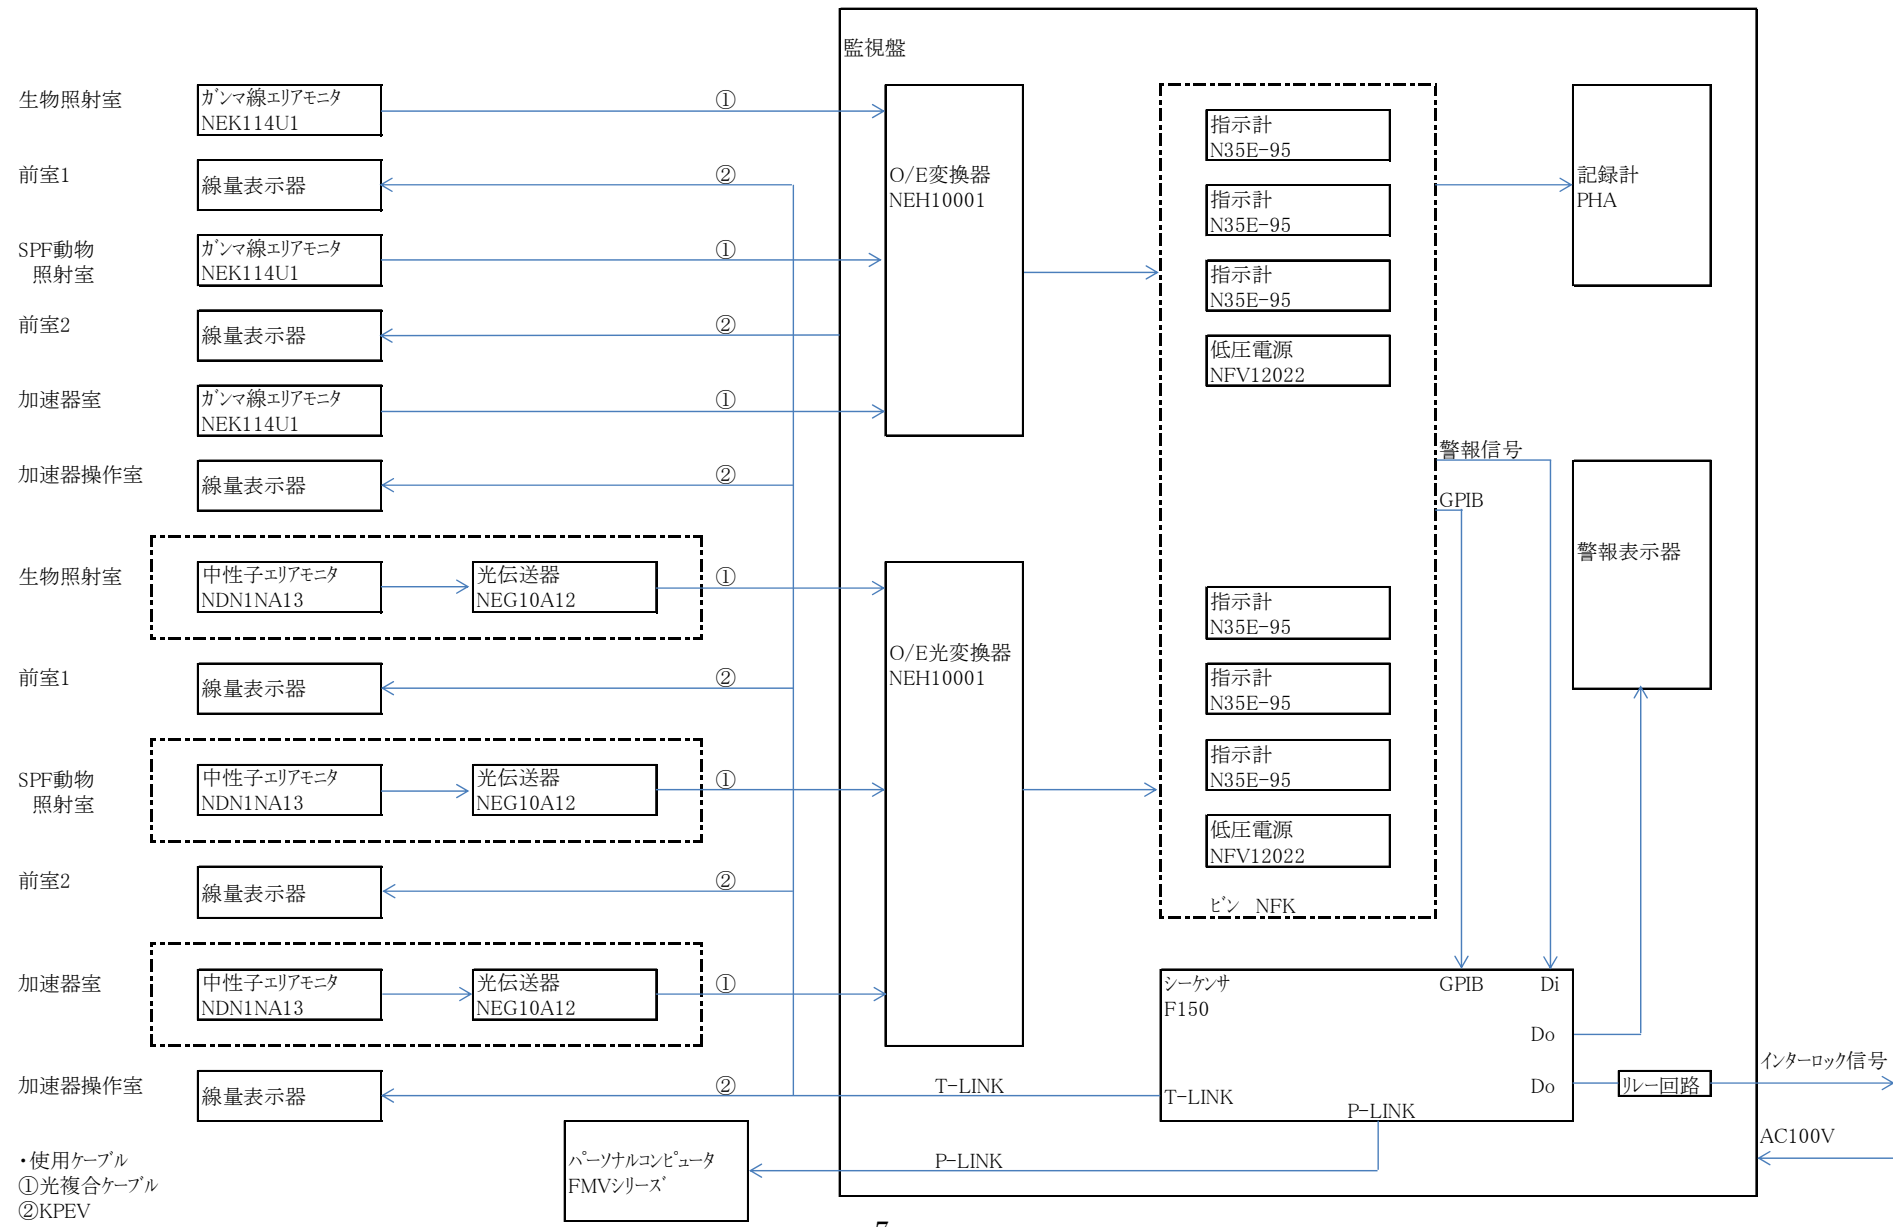 監視盤
生物照射室
ガンマ線エリアモニタ
NEK114U1
①
前室1
線量表示器
②
SPF動物
照射室
ガンマ線エリアモニタ
NEK114U1
①
前室2
線量表示器
②
加速器室
ガンマ線エリアモニタ
NEK114U1
①
加速器操作室
線量表示器
②
生物照射室
中性子エリアモニタ
NDN1NA13
光伝送器
NEG10A12
①
前室1
線量表示器
②
SPF動物
照射室
中性子エリアモニタ
NDN1NA13
光伝送器
NEG10A12
①
前室2
線量表示器
②
加速器室
中性子エリアモニタ
NDN1NA13
光伝送器
NEG10A12
①
加速器操作室
線量表示器
②
T-LINK
O/E変換器
NEH10001
O/E光変換器
NEH10001
指示計
N35E-95
指示計
N35E-95
指示計
N35E-95
低圧電源
NFV12022
指示計
N35E-95
指示計
N35E-95
指示計
N35E-95
低圧電源
NFV12022
ビン NFK
記録計
PHA
警報信号
GPIB
警報表示器
シーケンサ
F150
GPIB
Di
Do
Do
T-LINK
P-LINK
リレー回路
インターロック信号
AC100V
P-LINK
パーソナルコンピュータ
FMVシリーズ
・使用ケーブル
①光複合ケーブル
②KPEV
7